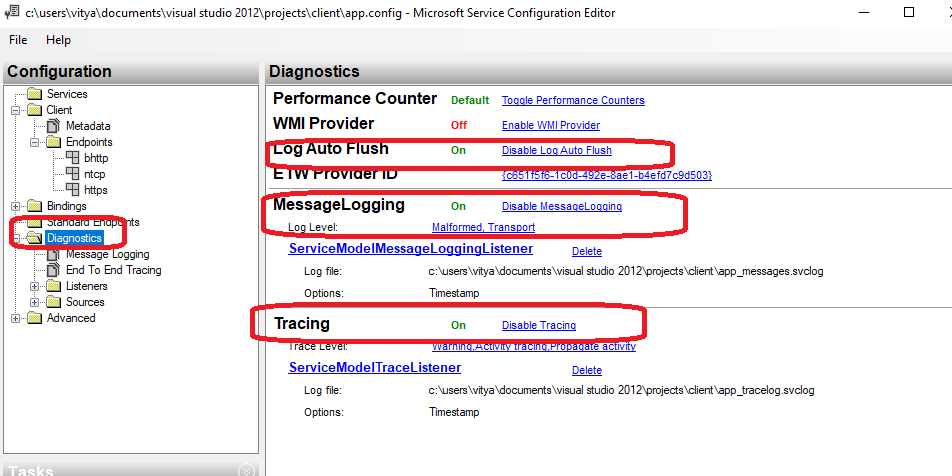 c:\users\vitya\documents\visual studio 2012\projects\client\app.config - Microsoft Service Configuration Editor
File Help
Configuration
Services
Client
Metadata
Endpoints
bhttp
ntcp
https
Bindings
Standard Endpoints
Diagnostics
Message Logging
End To End Tracing
Listeners
Sources
Advanced
Tasks
Diagnostics
Performance Counter Default Toggle Performance Counters
WMI Provider Off Enable WMI Provider
Log Auto Flush On Disable Log Auto Flush
ETW Provider ID {c651f5f6-1c0d-492e-8ae1-b4efd7c9d503}
MessageLogging On Disable MessageLogging
Log Level: Malformed, Transport
ServiceModelMessageLoggingListener Delete
Log file: c:\users\vitya\documents\visual studio 2012\projects\client\app_messages.svclog
Options: Timestamp
Tracing On Disable Tracing
Trace Level: Warning,Activity tracing,Propagate activity
ServiceModelTraceListener Delete
Log file: c:\users\vitya\documents\visual studio 2012\projects\client\app_tracelog.svclog
Options: Timestamp